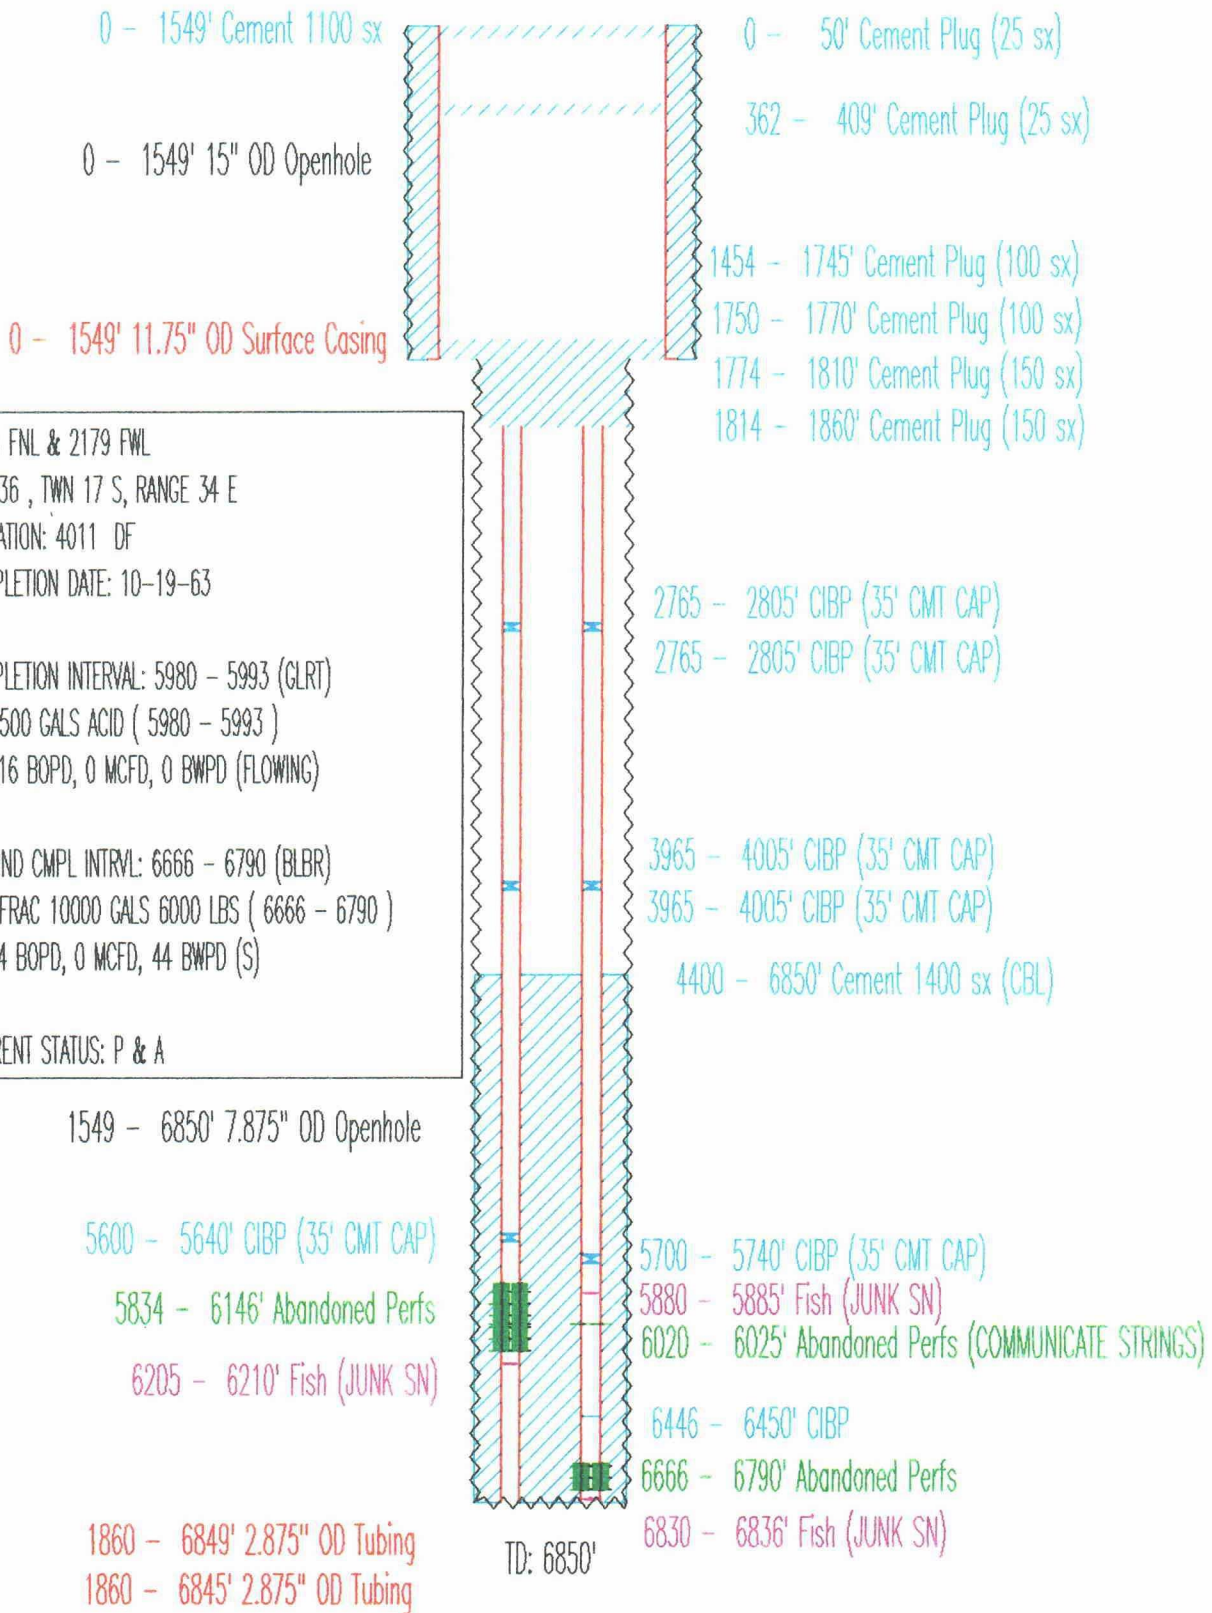 0 - 1549' Cement 1100 sx
0 - 50' Cement Plug (25 sx)
362 - 409' Cement Plug (25 sx)
0 - 1549' 15" OD Openhole
1454 - 1745' Cement Plug (100 sx)
1750 - 1770' Cement Plug (100 sx)
0 - 1549' 11.75" OD Surface Casing
1774 - 1810' Cement Plug (150 sx)
1814 - 1860' Cement Plug (150 sx)
FNL & 2179 FWL
36 , TWN 17 S, RANGE 34 E
ATION: 4011 DF
PLETION DATE: 10-19-63
PLETION INTERVAL: 5980 - 5993 (GLRT)
500 GALS ACID ( 5980 - 5993 )
16 BOPD, 0 MCFD, 0 BWPD (FLOWING)
ND CMPL INTRVL: 6666 - 6790 (BLBR)
FRAC 10000 GALS 6000 LBS ( 6666 - 6790 )
4 BOPD, 0 MCFD, 44 BWPD (S)
RENT STATUS: P & A
2765 - 2805' CIBP (35' CMT CAP)
2765 - 2805' CIBP (35' CMT CAP)
3965 - 4005' CIBP (35' CMT CAP)
3965 - 4005' CIBP (35' CMT CAP)
4400 - 6850' Cement 1400 sx (CBL)
1549 - 6850' 7.875" OD Openhole
5600 - 5640' CIBP (35' CMT CAP)
5700 - 5740' CIBP (35' CMT CAP)
5834 - 6146' Abandoned Perfs
5880 - 5885' Fish (JUNK SN)
6020 - 6025' Abandoned Perfs (COMMUNICATE STRINGS)
6205 - 6210' Fish (JUNK SN)
6446 - 6450' CIBP
6666 - 6790' Abandoned Perfs
6830 - 6836' Fish (JUNK SN)
1860 - 6849' 2.875" OD Tubing
TD: 6850'
1860 - 6845' 2.875" OD Tubing